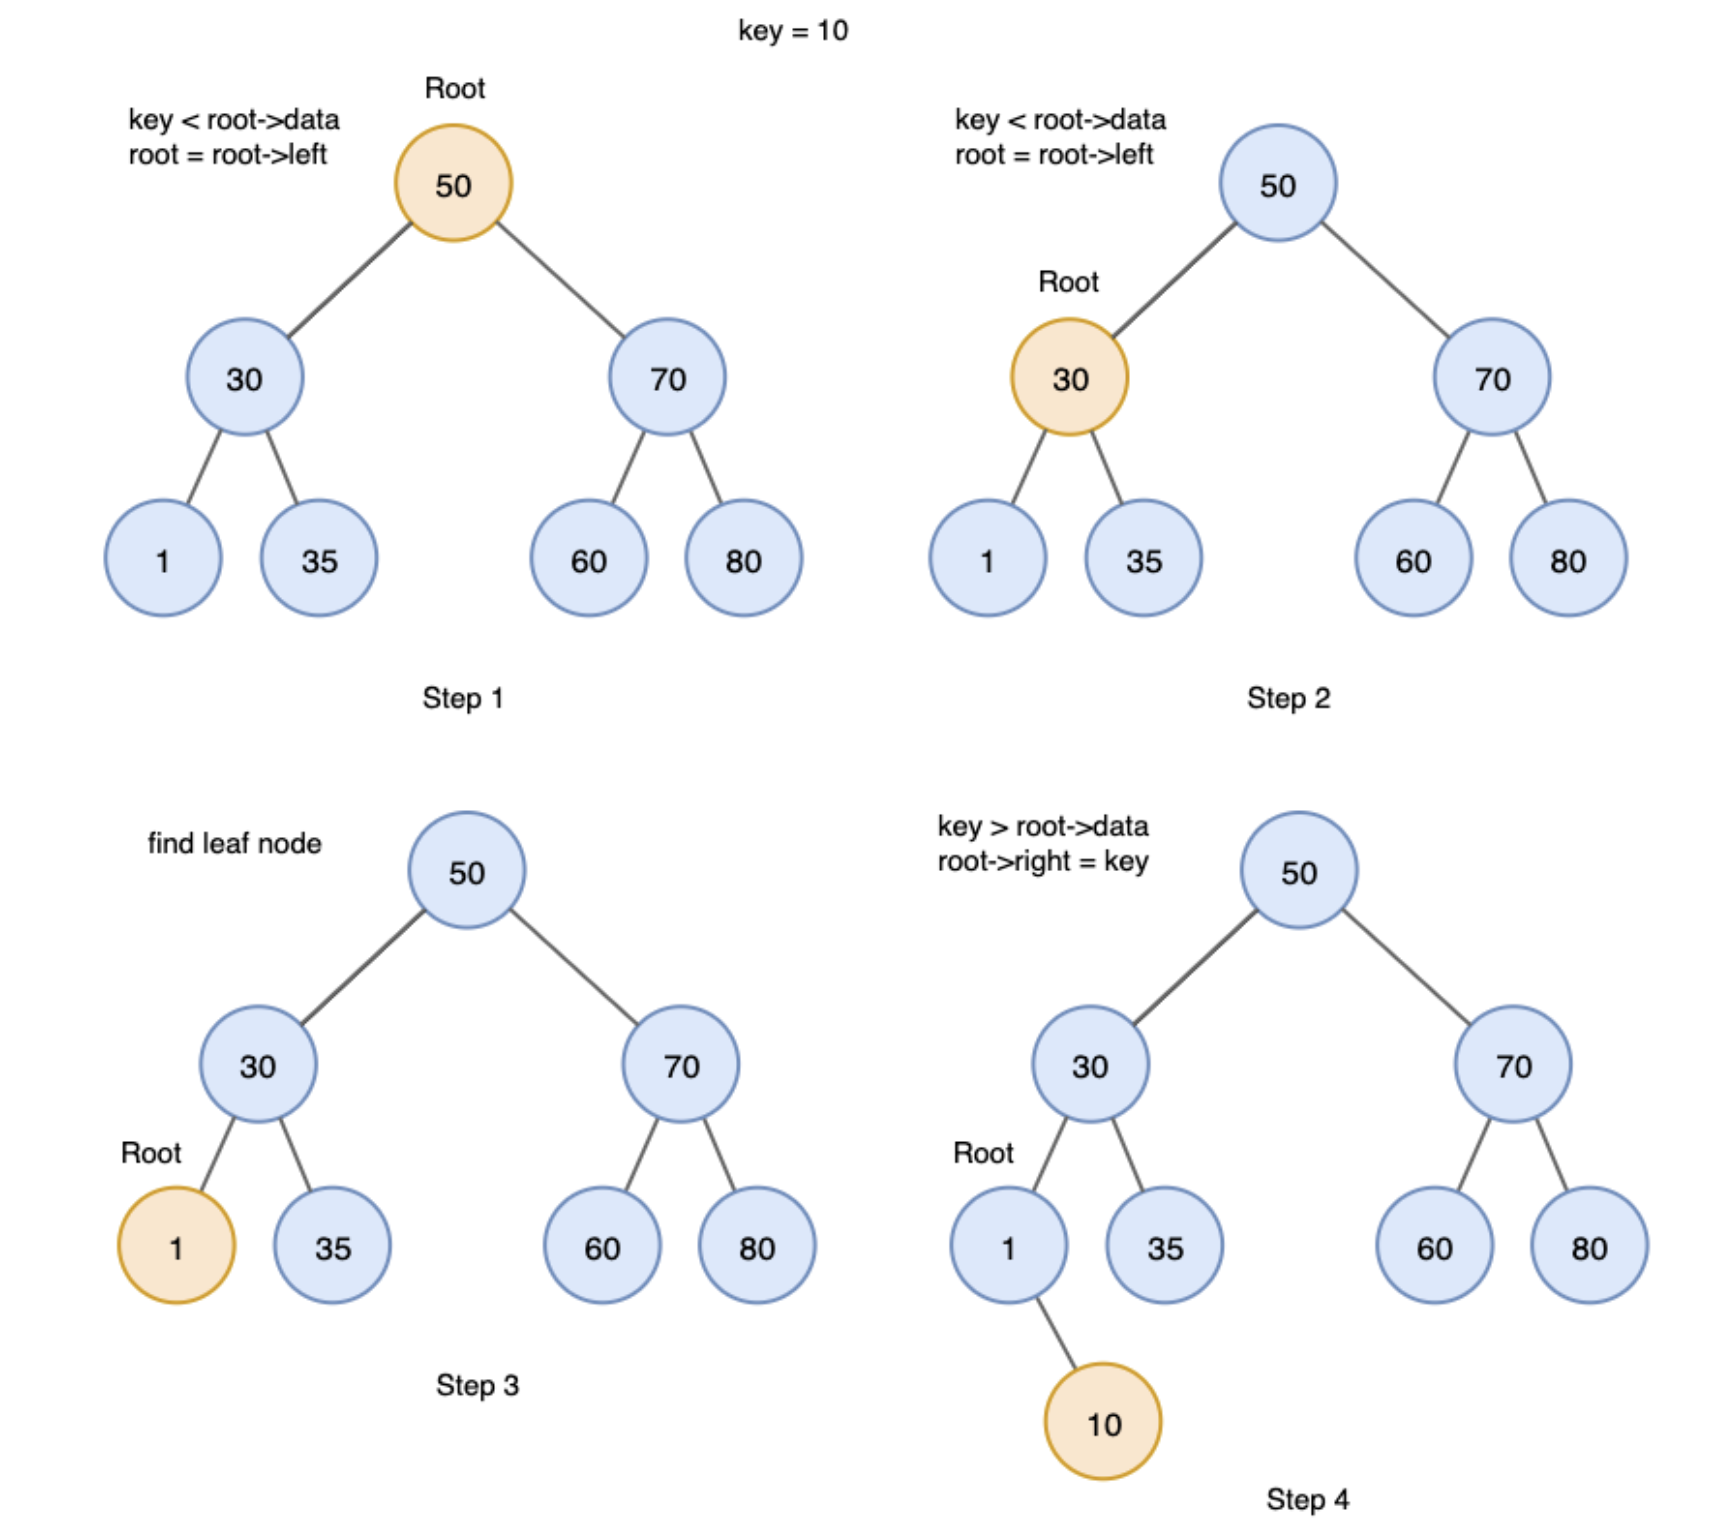 key = 10
Root
key < root->data
root = root->left
50
30
70
1
35
60
80
Step 1
key < root->data
root = root->left
50
Root
30
70
1
35
60
80
Step 2
find leaf node
50
30
70
Root
1
35
60
80
Step 3
key > root->data
root->right = key
50
30
70
Root
1
35
60
80
10
Step 4